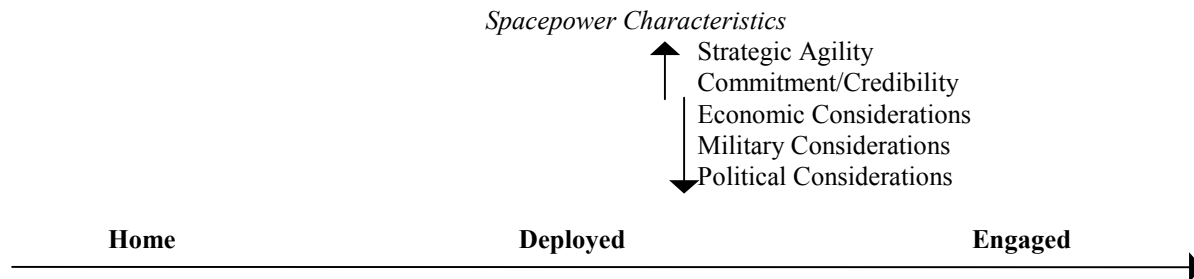 Spacepower Characteristics
Strategic Agility
Commitment/Credibility
Economic Considerations
Military Considerations
Political Considerations
Home Deployed Engaged